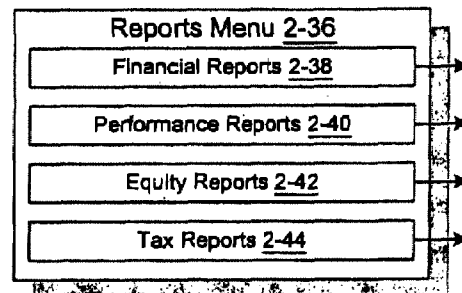 Reports Menu 2-36
Financial Reports 2-38
Performance Reports 2-40
Equity Reports 2-42
Tax Reports 2-44